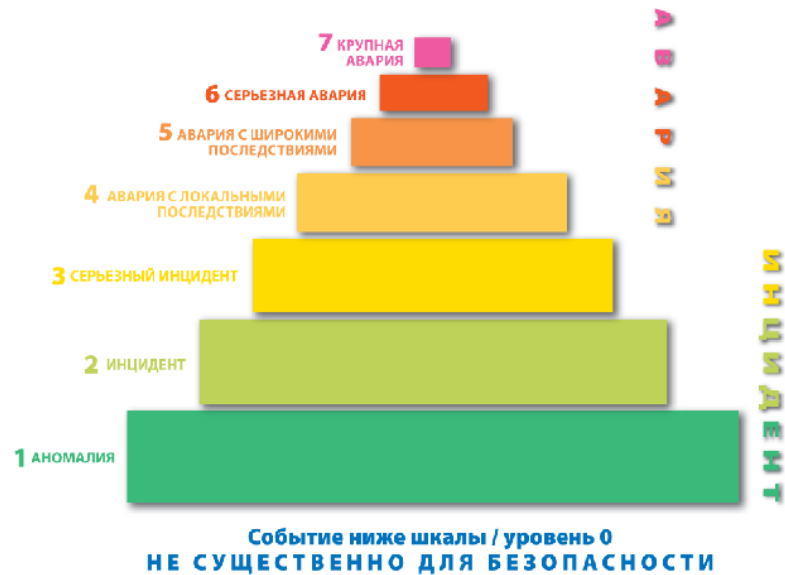 7 КРУПНАЯ
АВАРИЯ
6 СЕРЬЕЗНАЯ АВАРИЯ
5 АВАРИЯ С ШИРОКИМИ
ПОСЛЕДСТВИЯМИ
4 АВАРИЯ С ЛОКАЛЬНЫМИ
ПОСЛЕДСТВИЯМИ
3 СЕРЬЕЗНЫЙ ИНЦИДЕНТ
2 ИНЦИДЕНТ
1 АНОМАЛИЯ
АВАРИЯ
ИНЦИДЕНТ
Событие ниже шкалы / уровень 0
НЕ СУЩЕСТВЕННО ДЛЯ БЕЗОПАСНОСТИ